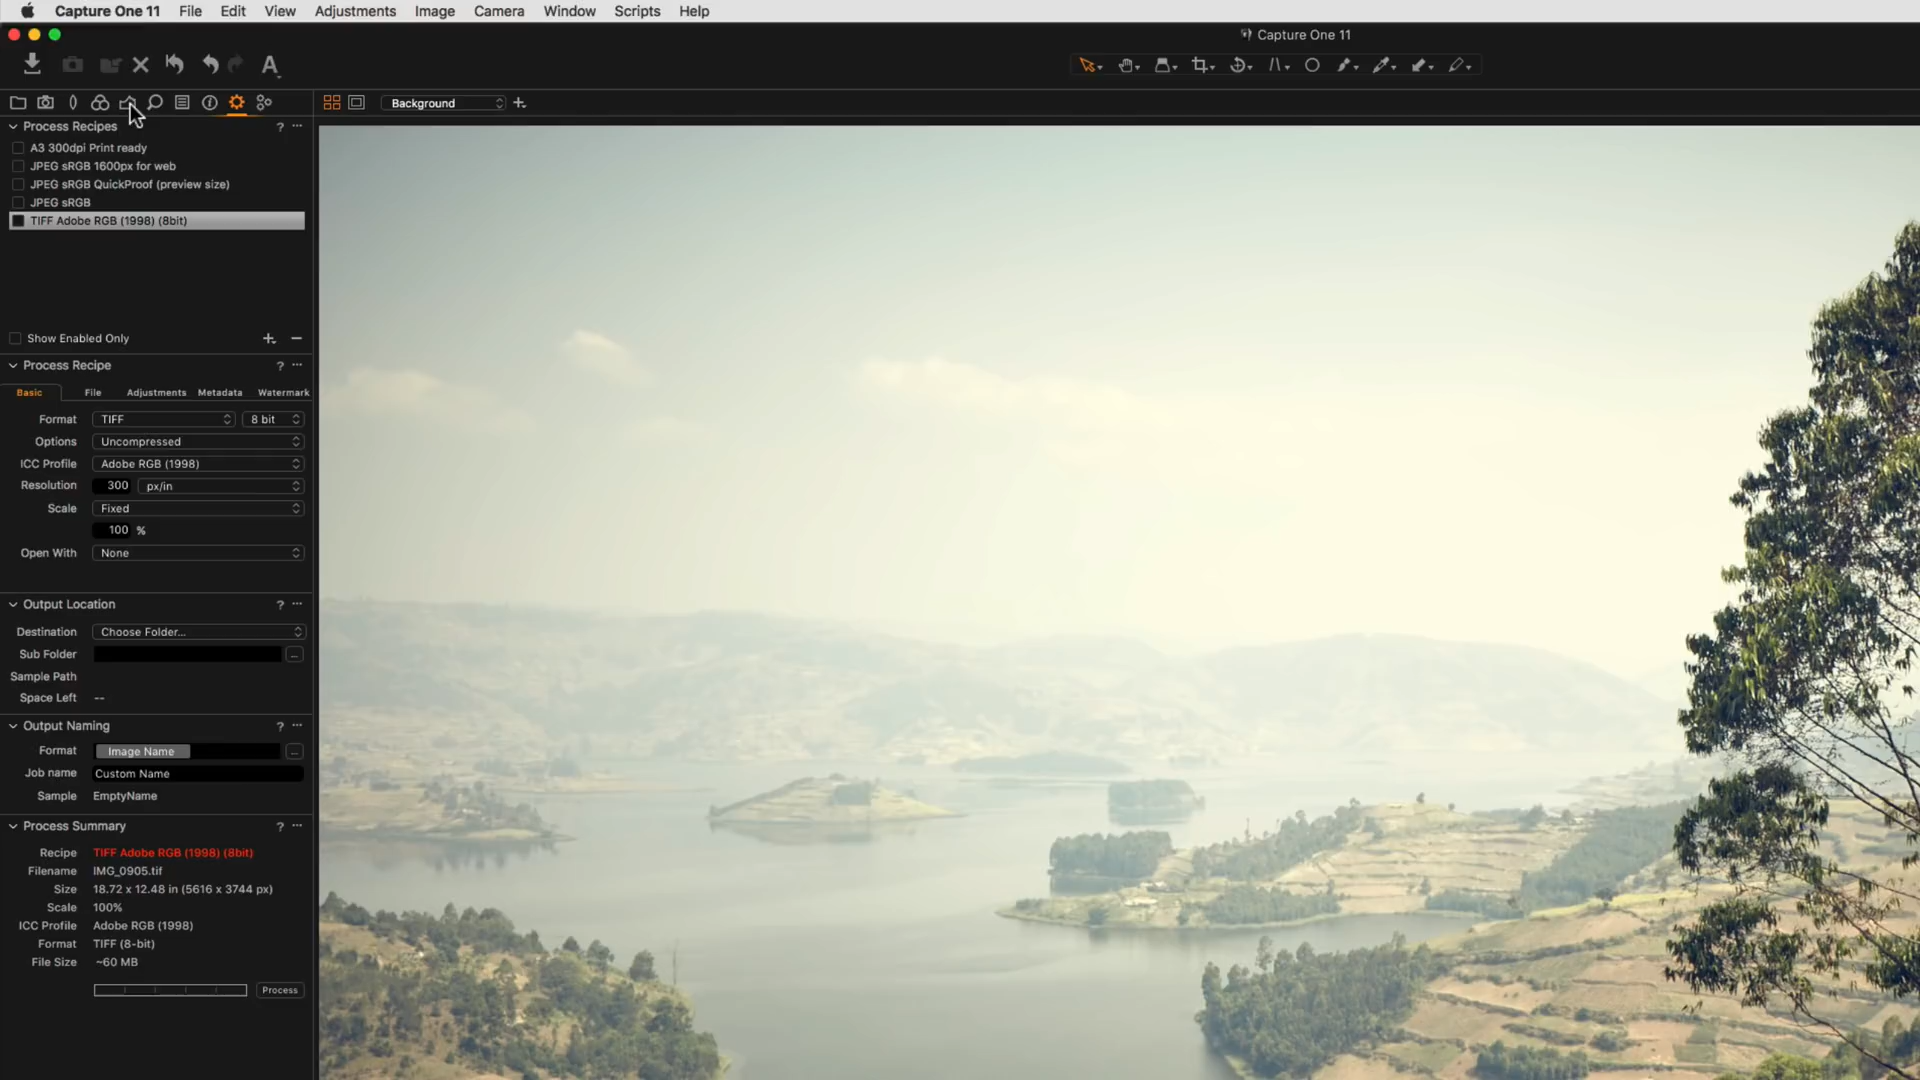 Capture One 11 File Edit View Adjustments Image Camera Window Scripts Help
Capture One 11
A
Background
Process Recipes ? ...
A3 300dpi Print ready
JPEG sRGB 1600px for web
JPEG sRGB QuickProof (preview size)
JPEG sRGB
TIFF Adobe RGB (1998) (8bit)
Show Enabled Only
Process Recipe ? ...
Basic File Adjustments Metadata Watermark
Format TIFF 8 bit
Options Uncompressed
ICC Profile Adobe RGB (1998)
Resolution 300 px/in
Scale Fixed
100 %
Open With None
Output Location ? ...
Destination Choose Folder...
Sub Folder ...
Sample Path
Space Left --
Output Naming ? ...
Format Image Name ...
Job name Custom Name
Sample EmptyName
Process Summary ? ...
Recipe TIFF Adobe RGB (1998) (8bit)
Filename IMG_0905.tif
Size 18.72 x 12.48 in (5616 x 3744 px)
Scale 100%
ICC Profile Adobe RGB (1998)
Format TIFF (8-bit)
File Size ~60 MB
Process